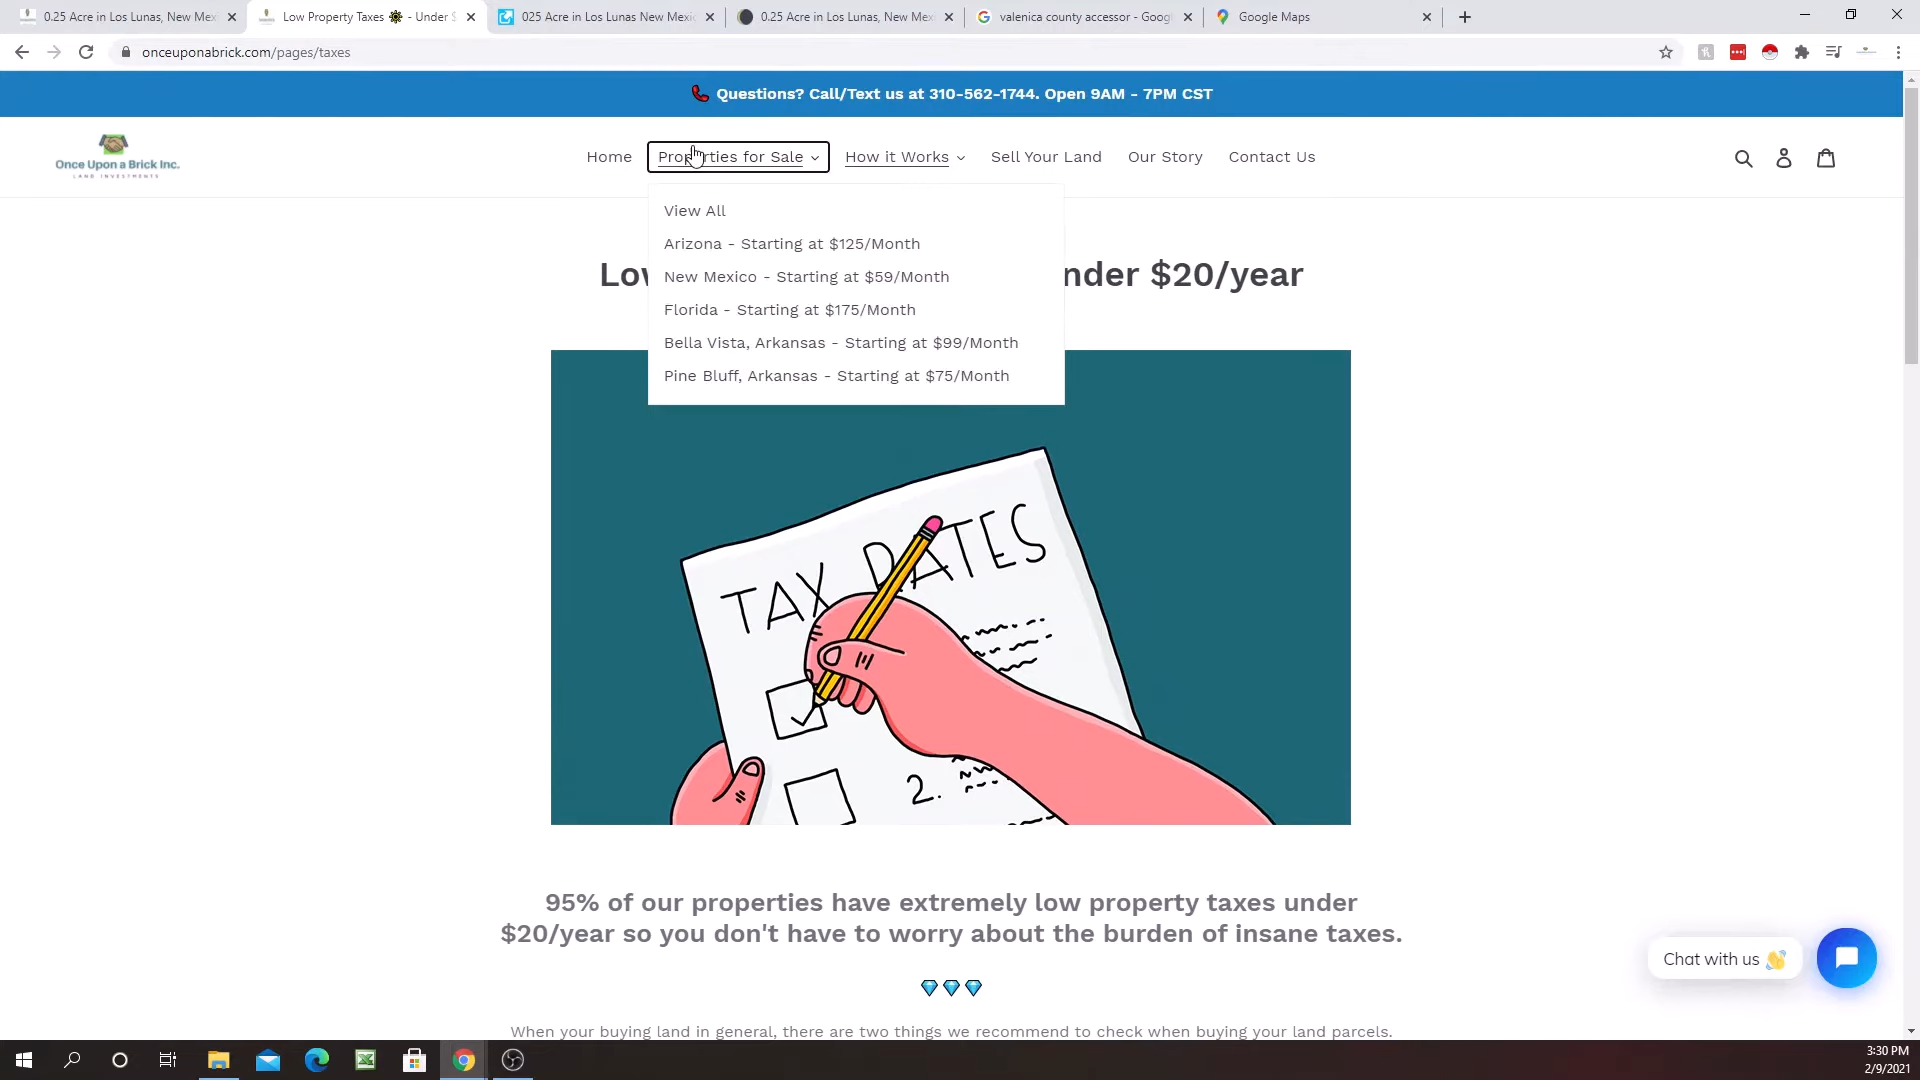 0.25 Acre in Los Lunas, New Mexi
Low Property Taxes - Under $
025 Acre in Los Lunas New Mexic
0.25 Acre in Los Lunas, New Mex
valenica county accessor - Goog
Google Maps
onceuponabrick.com/pages/taxes
Questions? Call/Text us at 310-562-1744. Open 9AM - 7PM CST
Once Upon a Brick Inc.
LAND INVESTMENTS
Home
Properties for Sale
How it Works
Sell Your Land
Our Story
Contact Us
View All
Arizona - Starting at $125/Month
New Mexico - Starting at $59/Month
Florida - Starting at $175/Month
Bella Vista, Arkansas - Starting at $99/Month
Pine Bluff, Arkansas - Starting at $75/Month
Low nder $20/year
TAX RATES
2.
95% of our properties have extremely low property taxes under
$20/year so you don't have to worry about the burden of insane taxes.
Chat with us
When your buying land in general, there are two things we recommend to check when buying your land parcels.
3:30 PM
2/9/2021